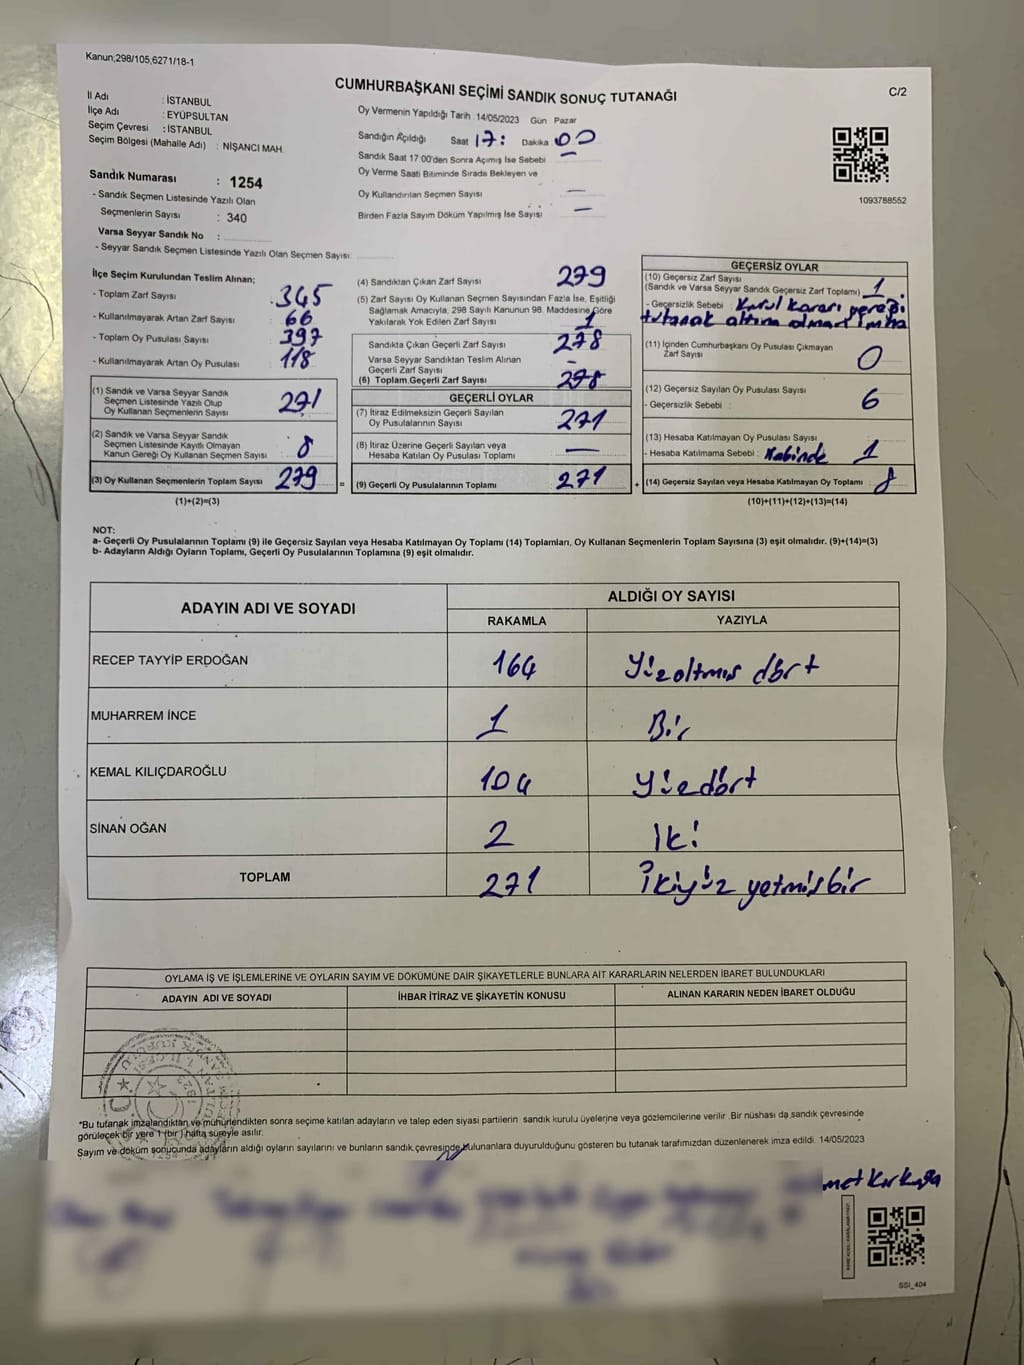 Kanun;298/105,6271/18-1
CUMHURBAŞKANI SEÇİMİ SANDIK SONUÇ TUTANAĞI
C/2
İl Adı : İSTANBUL
İlçe Adı : EYÜPSULTAN
Seçim Çevresi : İSTANBUL
Seçim Bölgesi (Mahalle Adı) : NİŞANCI MAH.
Sandık Numarası : 1254
- Sandık Seçmen Listesinde Yazılı Olan
Seçmenlerin Sayısı : 340
Varsa Seyyar Sandık No :
- Seyyar Sandık Seçmen Listesinde Yazılı Olan Seçmen Sayısı:
Oy Vermenin Yapıldığı Tarih : 14/05/2023 Gün Pazar
Sandığın Açıldığı Saat 17: Dakika 00
Sandık Saat 17:00'den Sonra Açımış İse Sebebi —
Oy Verme Saati Bitiminde Sırada Bekleyen ve
Oy Kullandırılan Seçmen Sayısı —
Birden Fazla Sayım Döküm Yapılmış İse Sayısı —
1093788552
İlçe Seçim Kurulundan Teslim Alınan;
- Toplam Zarf Sayısı : 345
- Kullanılmayarak Artan Zarf Sayısı : 66
- Toplam Oy Pusulası Sayısı : 397
- Kullanılmayarak Artan Oy Pusulası : 118
(1) Sandık ve Varsa Seyyar Sandık
Seçmen Listesinde Yazılı Olup
Oy Kullanan Seçmenlerin Sayısı 271
(2) Sandık ve Varsa Seyyar Sandık
Seçmen Listesinde Kayıtlı Olmayan
Kanun Gereği Oy Kullanan Seçmen Sayısı : 8
(3) Oy Kullanan Seçmenlerin Toplam Sayısı 279 =
(1)+(2)=(3)
(4) Sandıktan Çıkan Zarf Sayısı 279
(5) Zarf Sayısı Oy Kullanan Seçmen Sayısından Fazla İse, Eşitliği
Sağlamak Amacıyla, 298 Sayılı Kanunun 98. Maddesine Göre
Yakılarak Yok Edilen Zarf Sayısı 1
Sandıkta Çıkan Geçerli Zarf Sayısı 278
Varsa Seyyar Sandıktan Teslim Alınan
Geçerli Zarf Sayısı —
(6) Toplam Geçerli Zarf Sayısı 278
GEÇERLİ OYLAR
(7) İtiraz Edilmeksizin Geçerli Sayılan
Oy Pusulalarının Sayısı 271
(8) İtiraz Üzerine Geçerli Sayılan veya
Hesaba Katılan Oy Pusulası Toplamı —
(9) Geçerli Oy Pusulalarının Toplamı 271 +
GEÇERSİZ OYLAR
(10) Geçersiz Zarf Sayısı
(Sandık ve Varsa Seyyar Sandık Geçersiz Zarf Toplamı) 1
- Geçersizlik Sebebi : Kurul kararı gereği
tutanak altına imha
(11) İçinden Cumhurbaşkanı Oy Pusulası Çıkmayan
Zarf Sayısı 0
(12) Geçersiz Sayılan Oy Pusulası Sayısı
- Geçersizlik Sebebi : 6
(13) Hesaba Katılmayan Oy Pusulası Sayısı
- Hesaba Katılmama Sebebi : Kabinde 1
(14) Geçersiz Sayılan veya Hesaba Katılmayan Oy Toplamı 8
(10)+(11)+(12)+(13)=(14)
NOT:
a- Geçerli Oy Pusulalarının Toplamı (9) ile Geçersiz Sayılan veya Hesaba Katılmayan Oy Toplamı (14) Toplamları, Oy Kullanan Seçmenlerin Toplam Sayısına (3) eşit olmalıdır. (9)+(14)=(3)
b- Adayların Aldığı Oyların Toplamı, Geçerli Oy Pusulalarının Toplamına (9) eşit olmalıdır.
ADAYIN ADI VE SOYADI
ALDIĞI OY SAYISI
RAKAMLA YAZIYLA
RECEP TAYYİP ERDOĞAN 164 Yüzaltmış dört
MUHARREM İNCE 1 Bir
KEMAL KILIÇDAROĞLU 104 Yüzdört
SİNAN OĞAN 2 İki
TOPLAM 271 İkiyüz yetmişbir
OYLAMA İŞ VE İŞLEMLERİNE VE OYLARIN SAYIM VE DÖKÜMÜNE DAİR ŞİKAYETLERLE BUNLARA AİT KARARLARIN NELERDEN İBARET BULUNDUKLARI
ADAYIN ADI VE SOYADI İHBAR İTİRAZ VE ŞİKAYETİN KONUSU ALINAN KARARIN NEDEN İBARET OLDUĞU
*Bu tutanak imzalandıktan ve mühürlendikten sonra seçime katılan adayların ve talep eden siyasi partilerin sandık kurulu üyelerine veya gözlemcilerine verilir .Bir nüshası da sandık çevresinde
görülecek bir yere 1 (bir ) hafta süreyle asılır.
Sayım ve döküm sonucunda adayların aldığı oyların sayılarını ve bunların sandık çevresinde bulunanlara duyurulduğunu gösteren bu tutanak tarafımızdan düzenlenerek imza edildi. 14/05/2023
SSI_404